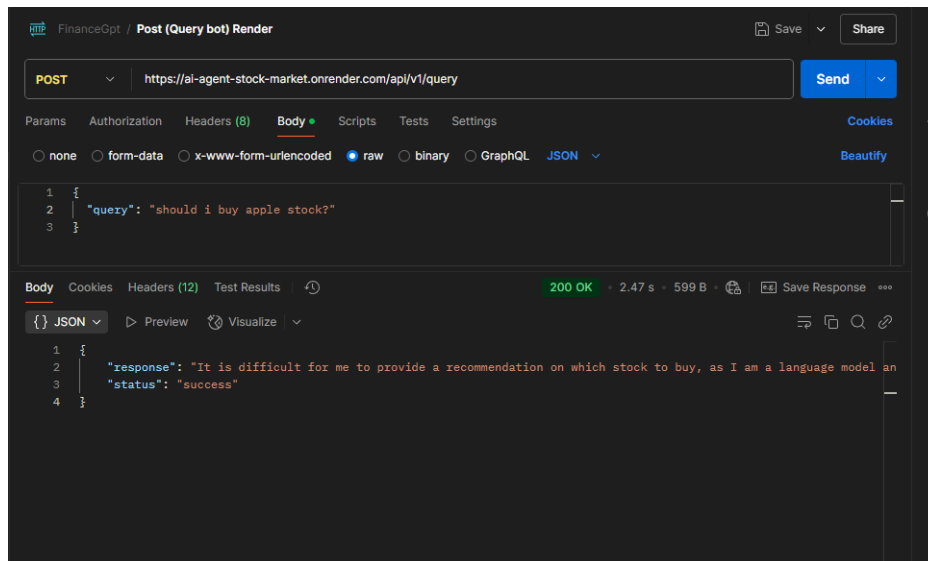 HTTP FinanceGpt / Post (Query bot) Render Save Share
POST https://ai-agent-stock-market.onrender.com/api/v1/query Send
Params Authorization Headers (8) Body Scripts Tests Settings Cookies
none form-data x-www-form-urlencoded raw binary GraphQL JSON Beautify
1 {
2 "query": "should i buy apple stock?"
3 }
Body Cookies Headers (12) Test Results 200 OK • 2.47 s • 599 B • e.g. Save Response
{} JSON Preview Visualize
1 {
2 "response": "It is difficult for me to provide a recommendation on which stock to buy, as I am a language model an
3 "status": "success"
4 }